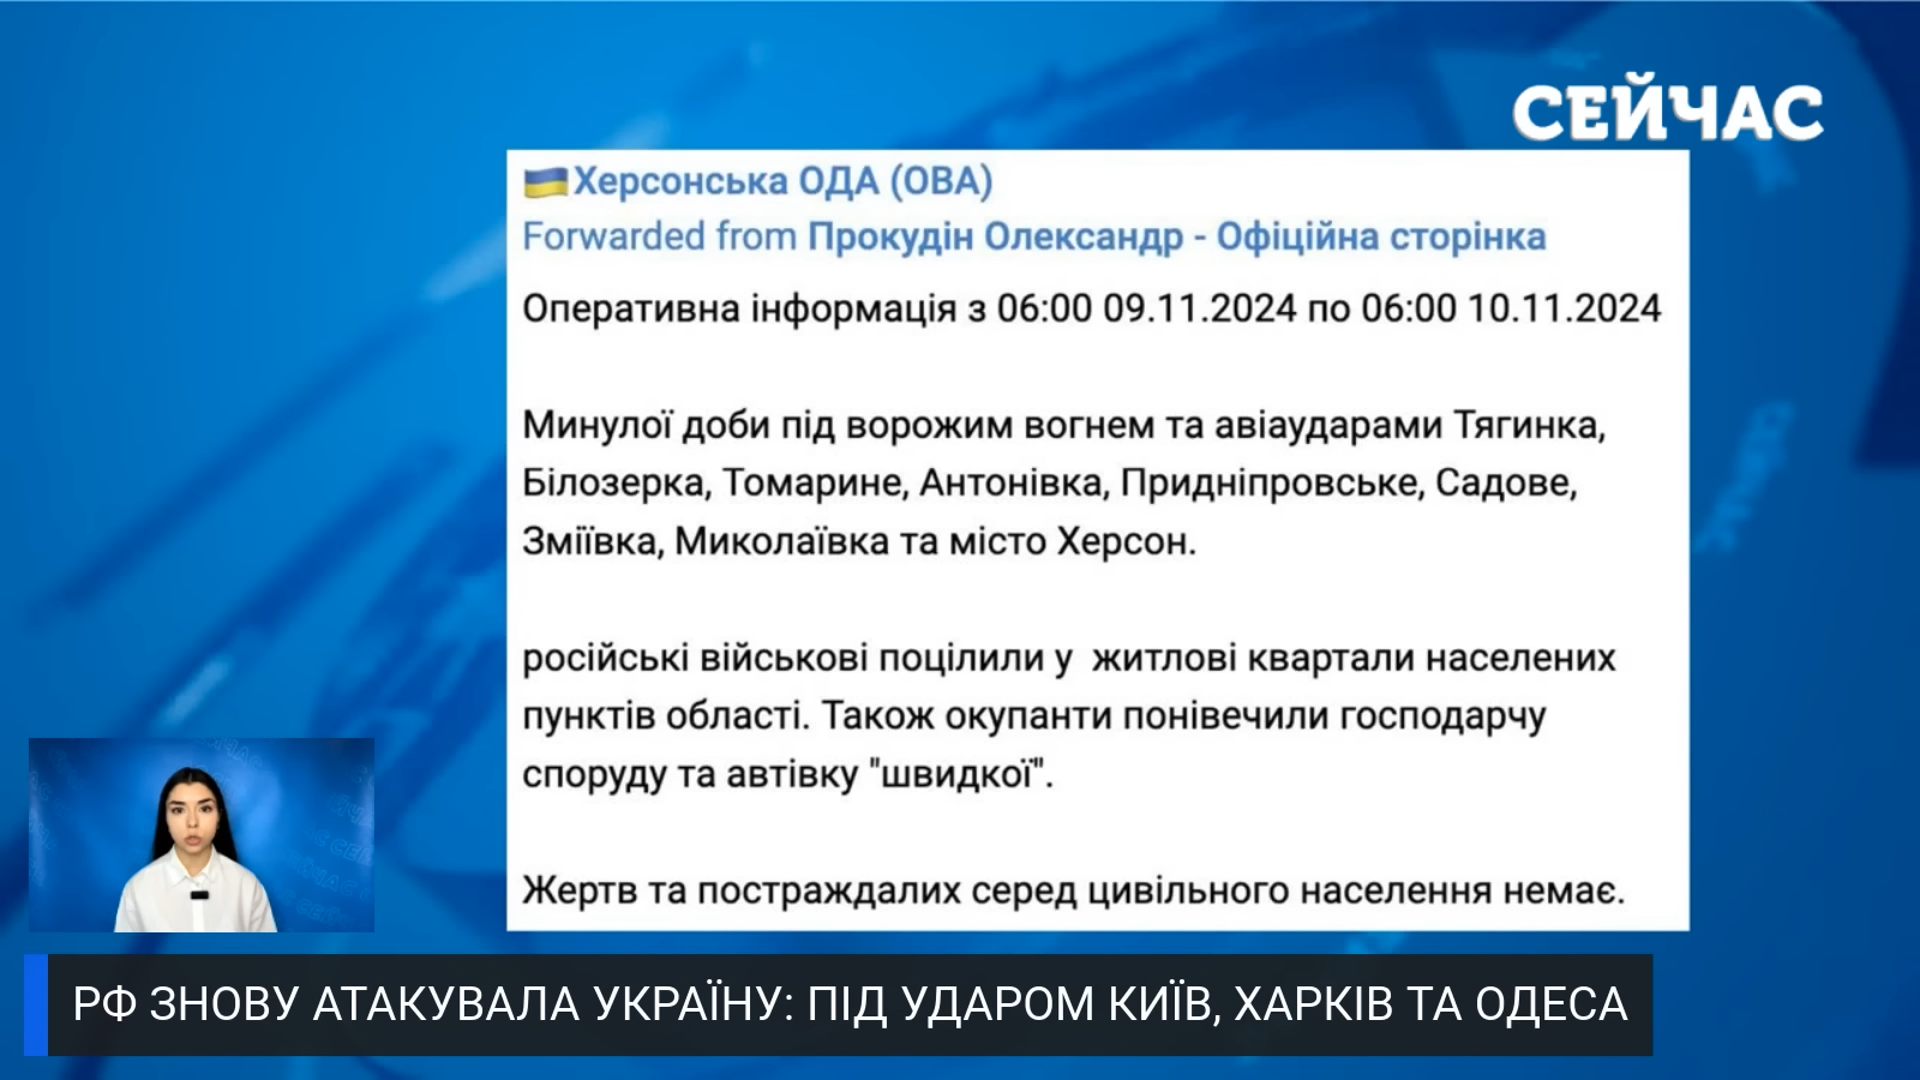 СЕЙЧАС
🇺🇦Херсонська ОДА (ОВА)
Forwarded from Прокудін Олександр - Офіційна сторінка
Оперативна інформація з 06:00 09.11.2024 по 06:00 10.11.2024
Минулої доби під ворожим вогнем та авіаударами Тягинка,
Білозерка, Томарине, Антонівка, Придніпровське, Садове,
Зміївка, Миколаївка та місто Херсон.
російські військові поцілили у  житлові квартали населених
пунктів області. Також окупанти понівечили господарчу
споруду та автівку "швидкої".
Жертв та постраждалих серед цивільного населення немає.
РФ ЗНОВУ АТАКУВАЛА УКРАЇНУ: ПІД УДАРОМ КИЇВ, ХАРКІВ ТА ОДЕСА